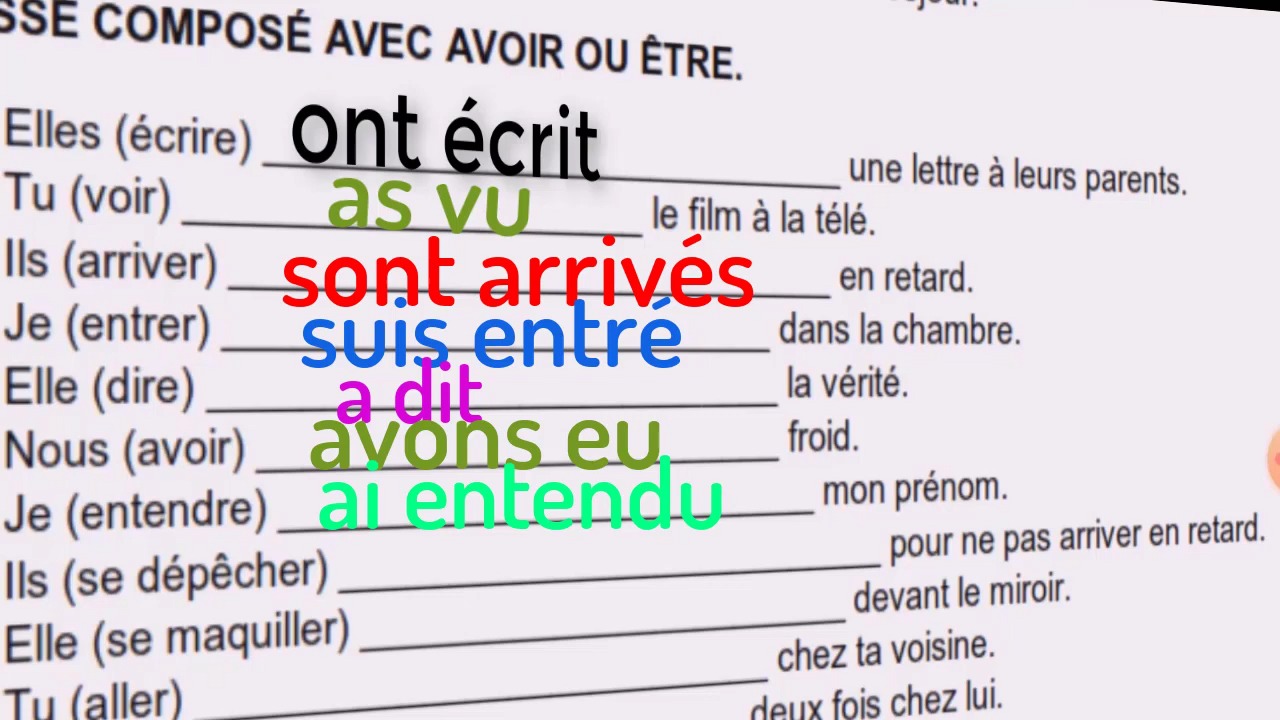 COMPOSÉ AVEC AVOIR OU ÊTRE.
Elles (écrire) ont écrit une lettre à leurs parents.
Tu (voir) as vu le film à la télé.
Ils (arriver) sont arrivés en retard.
Je (entrer) suis entré dans la chambre.
Elle (dire) a dit la vérité.
Nous (avoir) avons eu froid.
Je (entendre) ai entendu mon prénom.
Ils (se dépêcher) pour ne pas arriver en retard.
Elle (se maquiller) devant le miroir.
Tu (aller) chez ta voisine.
deux fois chez lui.